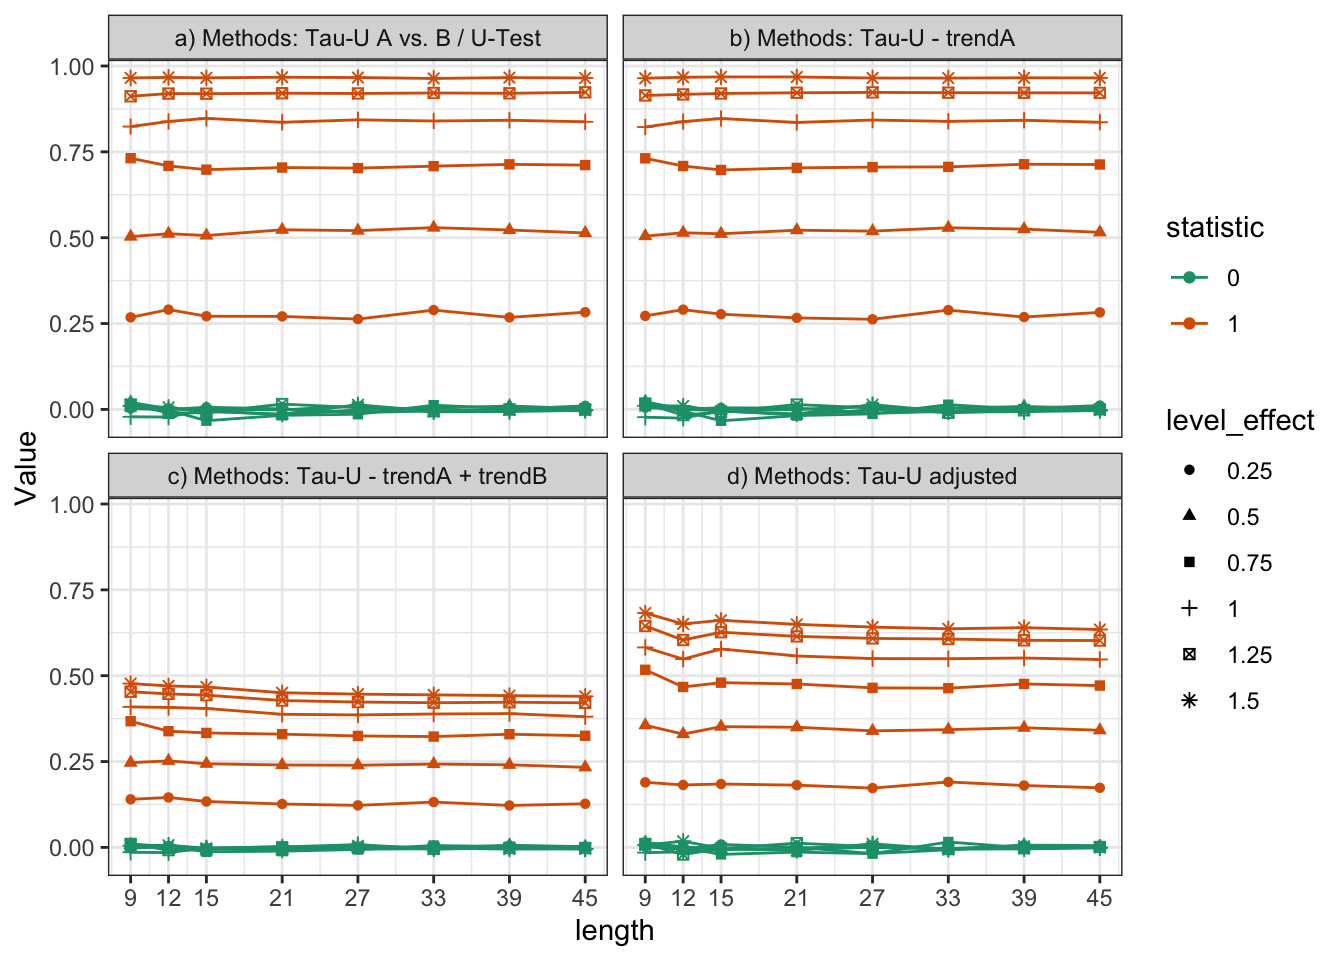 a) Methods: Tau-U A vs. B / U-Test
b) Methods: Tau-U - trendA
1.00
0.75
0.50
0.25
0.00
c) Methods: Tau-U - trendA + trendB
d) Methods: Tau-U adjusted
1.00
0.75
0.50
0.25
0.00
9 12 15 21 27 33 39 45
9 12 15 21 27 33 39 45
length
Value
statistic
0
1
level_effect
0.25
0.5
0.75
1
1.25
1.5